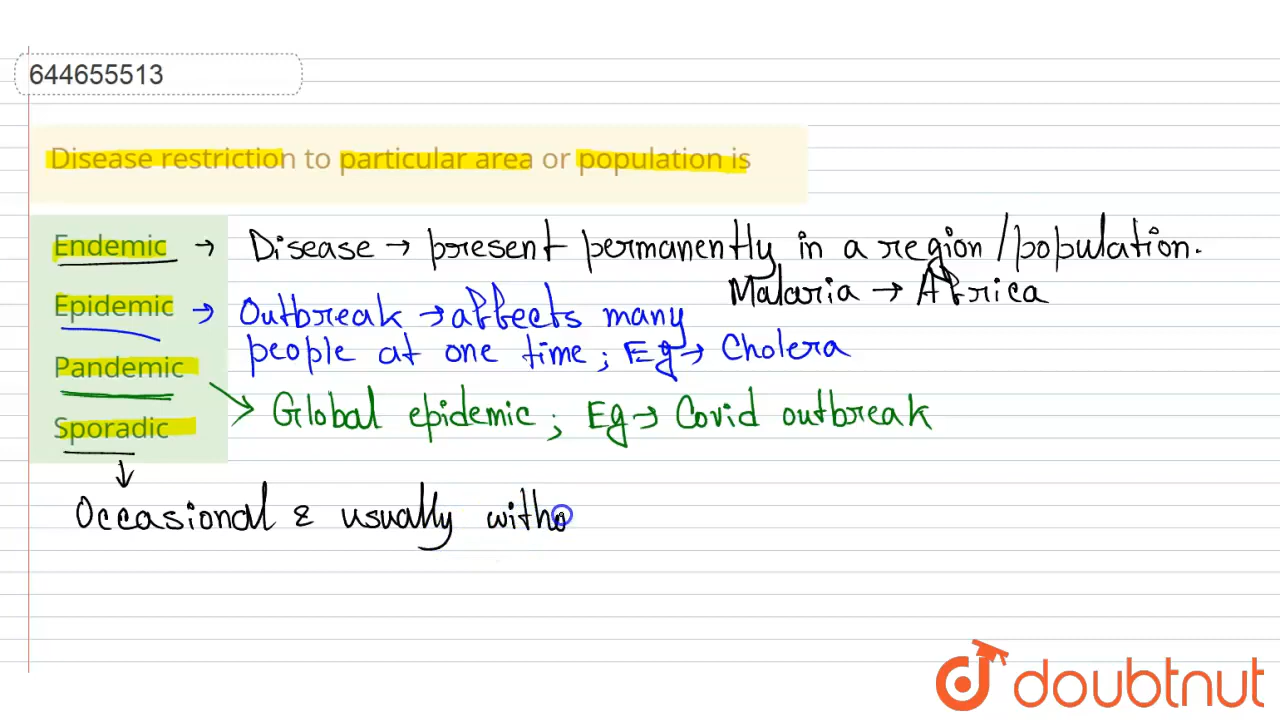 644655513
Disease restriction to particular area or population is
Endemic → Disease → present permanently in a region/population.
Malaria → Africa
Epidemic → Outbreak → affects many
people at one time; Eg → Cholera
Pandemic
Global epidemic; Eg → Covid outbreak
Sporadic
Occasional & usually witho
doubtnut